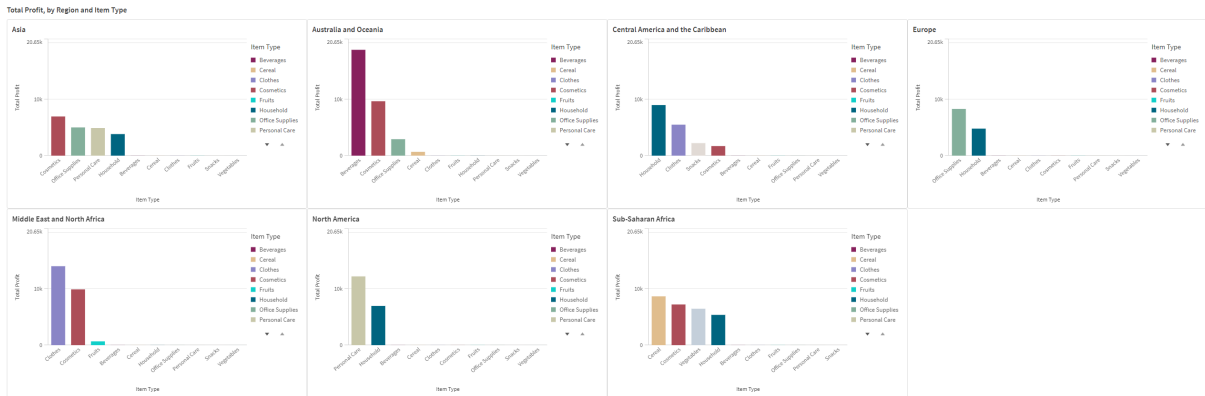 Total Profit, by Region and Item Type
Asia
20.65k
10k
0
Total Profit
Cosmetics
Office Supplies
Personal Care
Household
Beverages
Cereal
Clothes
Fruits
Snacks
Vegetables
Item Type
Item Type
Beverages
Cereal
Clothes
Cosmetics
Fruits
Household
Office Supplies
Personal Care
Australia and Oceania
20.65k
10k
0
Total Profit
Beverages
Cosmetics
Office Supplies
Cereal
Clothes
Fruits
Household
Personal Care
Snacks
Vegetables
Item Type
Item Type
Beverages
Cereal
Clothes
Cosmetics
Fruits
Household
Office Supplies
Personal Care
Central America and the Caribbean
20.65k
10k
0
Total Profit
Household
Clothes
Snacks
Cosmetics
Beverages
Cereal
Fruits
Office Supplies
Personal Care
Vegetables
Item Type
Item Type
Beverages
Cereal
Clothes
Cosmetics
Fruits
Household
Office Supplies
Personal Care
Europe
20.65k
10k
0
Total Profit
Office Supplies
Household
Beverages
Cereal
Clothes
Cosmetics
Fruits
Personal Care
Snacks
Vegetables
Item Type
Item Type
Beverages
Cereal
Clothes
Cosmetics
Fruits
Household
Office Supplies
Personal Care
Middle East and North Africa
20.65k
10k
0
Total Profit
Clothes
Cosmetics
Fruits
Beverages
Cereal
Household
Office Supplies
Personal Care
Snacks
Vegetables
Item Type
Item Type
Beverages
Cereal
Clothes
Cosmetics
Fruits
Household
Office Supplies
Personal Care
North America
20.65k
10k
0
Total Profit
Personal Care
Household
Beverages
Cereal
Clothes
Cosmetics
Fruits
Office Supplies
Snacks
Vegetables
Item Type
Item Type
Beverages
Cereal
Clothes
Cosmetics
Fruits
Household
Office Supplies
Personal Care
Sub-Saharan Africa
20.65k
10k
0
Total Profit
Cereal
Cosmetics
Vegetables
Household
Beverages
Clothes
Fruits
Office Supplies
Personal Care
Snacks
Item Type
Item Type
Beverages
Cereal
Clothes
Cosmetics
Fruits
Household
Office Supplies
Personal Care